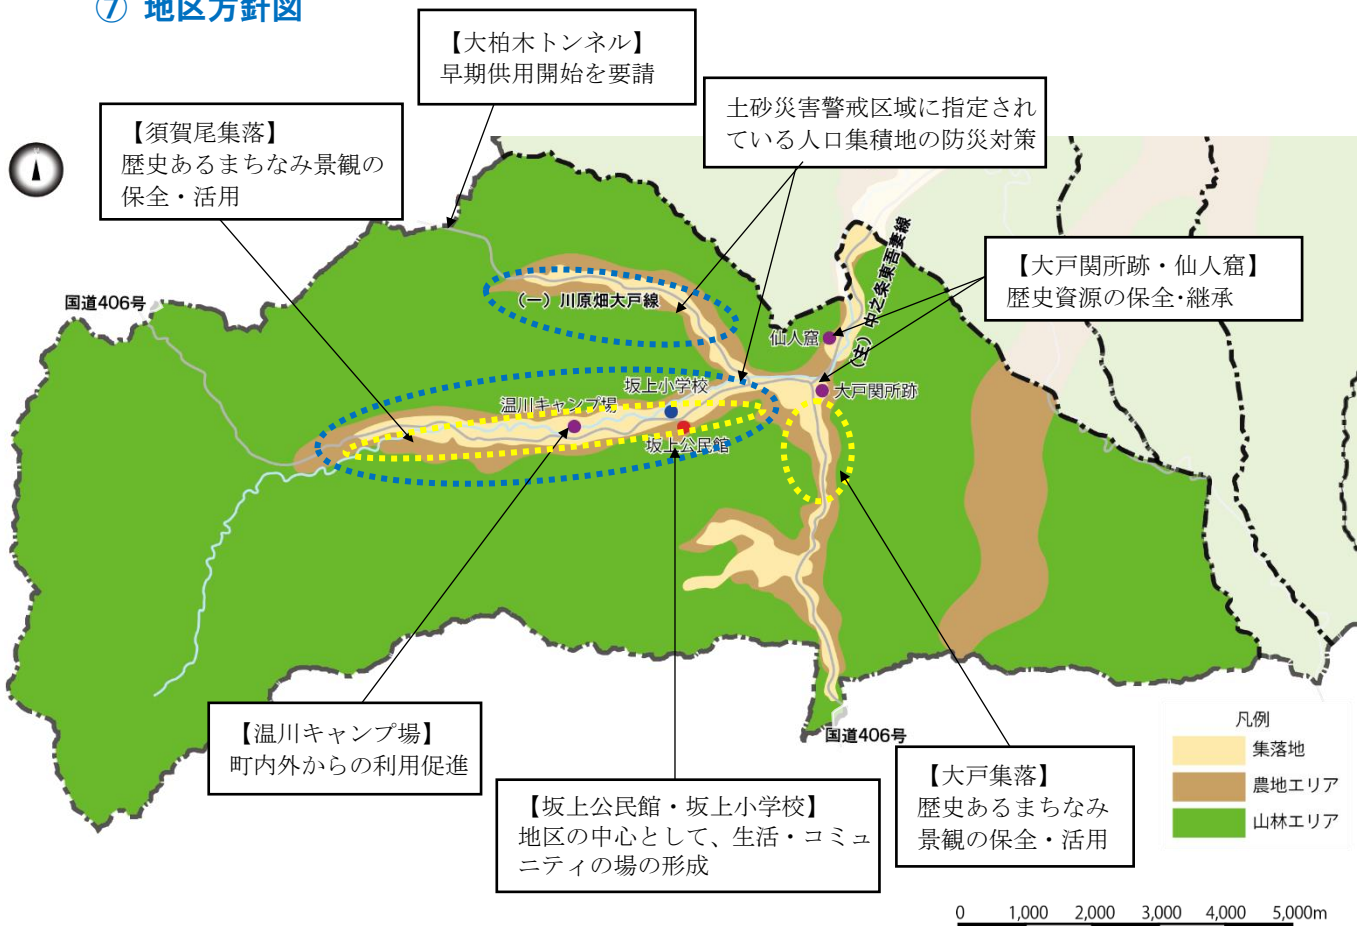 ⑦ 地区方針図
【大柏木トンネル】
早期供用開始を要請
土砂災害警戒区域に指定され
ている人口集積地の防災対策
【須賀尾集落】
歴史あるまちなみ景観の
保全・活用
【大戸関所跡・仙人窟】
歴史資源の保全・継承
国道406号
(一)川原畑大戸線
(主)中之条東吾妻線
仙人窟
大戸関所跡
坂上小学校
温川キャンプ場
坂上公民館
【温川キャンプ場】
町内外からの利用促進
【坂上公民館・坂上小学校】
地区の中心として、生活・コミュ
ニティの場の形成
国道406号
【大戸集落】
歴史あるまちなみ
景観の保全・活用
凡例
集落地
農地エリア
山林エリア
0 1,000 2,000 3,000 4,000 5,000m